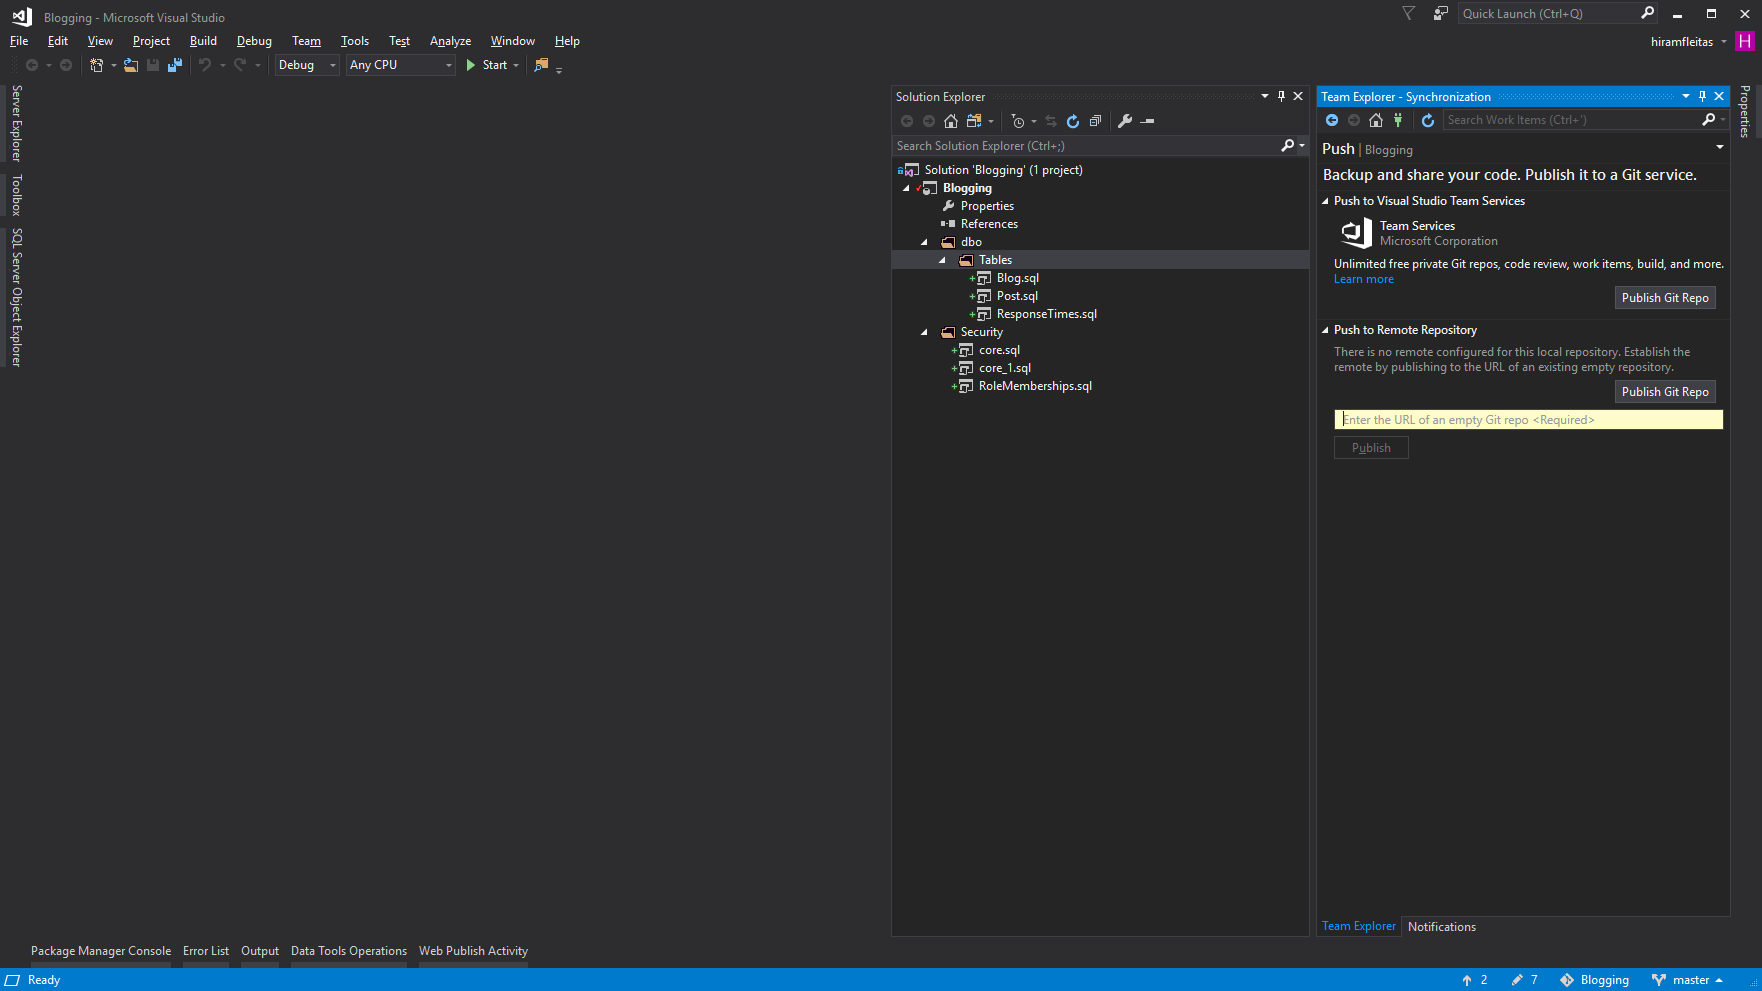 Blogging - Microsoft Visual Studio
Quick Launch (Ctrl+Q)
File Edit View Project Build Debug Team Tools Test Analyze Window Help
hiramfleitas H
Debug Any CPU Start
Server Explorer
Toolbox
SQL Server Object Explorer
Solution Explorer
Search Solution Explorer (Ctrl+;)
Solution 'Blogging' (1 project)
Blogging
Properties
References
dbo
Tables
Blog.sql
Post.sql
ResponseTimes.sql
Security
core.sql
core_1.sql
RoleMemberships.sql
Team Explorer - Synchronization
Search Work Items (Ctrl+')
Push | Blogging
Backup and share your code. Publish it to a Git service.
Push to Visual Studio Team Services
Team Services
Microsoft Corporation
Unlimited free private Git repos, code review, work items, build, and more.
Learn more
Publish Git Repo
Push to Remote Repository
There is no remote configured for this local repository. Establish the
remote by publishing to the URL of an existing empty repository.
Publish Git Repo
Enter the URL of an empty Git repo <Required>
Publish
Team Explorer Notifications
Properties
Package Manager Console Error List Output Data Tools Operations Web Publish Activity
Ready 2 7 Blogging master